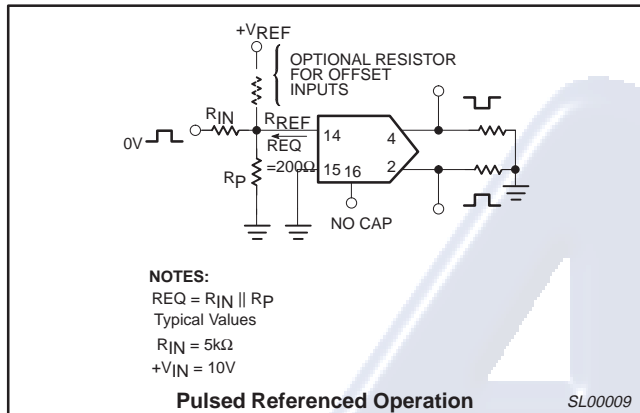 +VREF
OPTIONAL RESISTOR
FOR OFFSET
INPUTS
RIN
RREF
0V
REQ
=200Ω
RP
14
15
16
4
2
NO CAP
NOTES:
REQ = RIN || RP
Typical Values
RIN = 5kΩ
+VIN = 10V
Pulsed Referenced Operation
SL00009